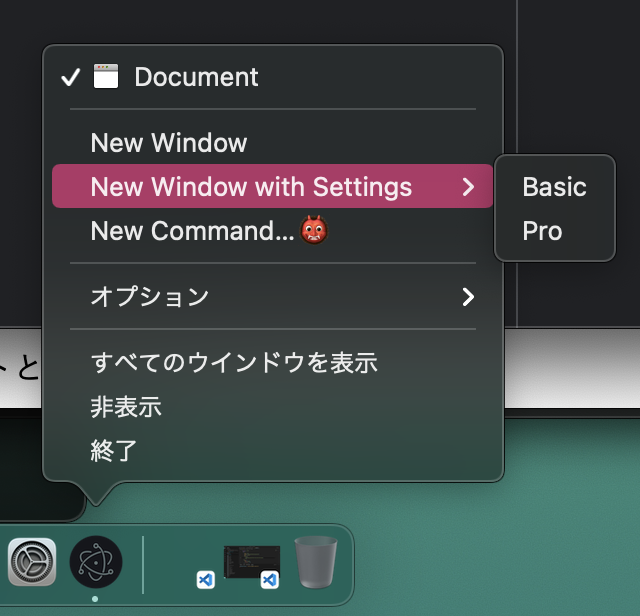 Document
New Window
New Window with Settings
Basic
New Command...👹
Pro
オプション
すべてのウインドウを表示
ト と
非表示
終了